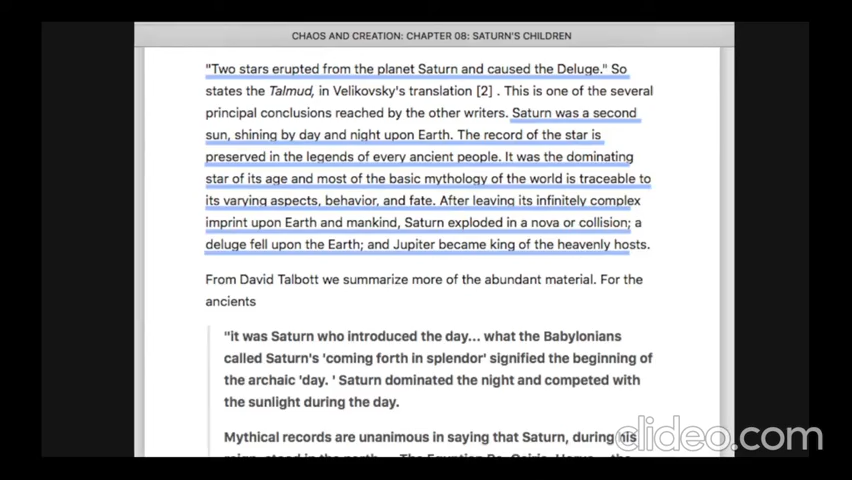 CHAOS AND CREATION: CHAPTER 08: SATURN'S CHILDREN
"Two stars erupted from the planet Saturn and caused the Deluge." So
states the Talmud, in Velikovsky's translation [2] . This is one of the several
principal conclusions reached by the other writers. Saturn was a second
sun, shining by day and night upon Earth. The record of the star is
preserved in the legends of every ancient people. It was the dominating
star of its age and most of the basic mythology of the world is traceable to
its varying aspects, behavior, and fate. After leaving its infinitely complex
imprint upon Earth and mankind, Saturn exploded in a nova or collision; a
deluge fell upon the Earth; and Jupiter became king of the heavenly hosts.
From David Talbott we summarize more of the abundant material. For the
ancients
"it was Saturn who introduced the day... what the Babylonians
called Saturn's 'coming forth in splendor' signified the beginning of
the archaic 'day. ' Saturn dominated the night and competed with
the sunlight during the day.
Mythical records are unanimous in saying that Saturn, during his
clideo.com